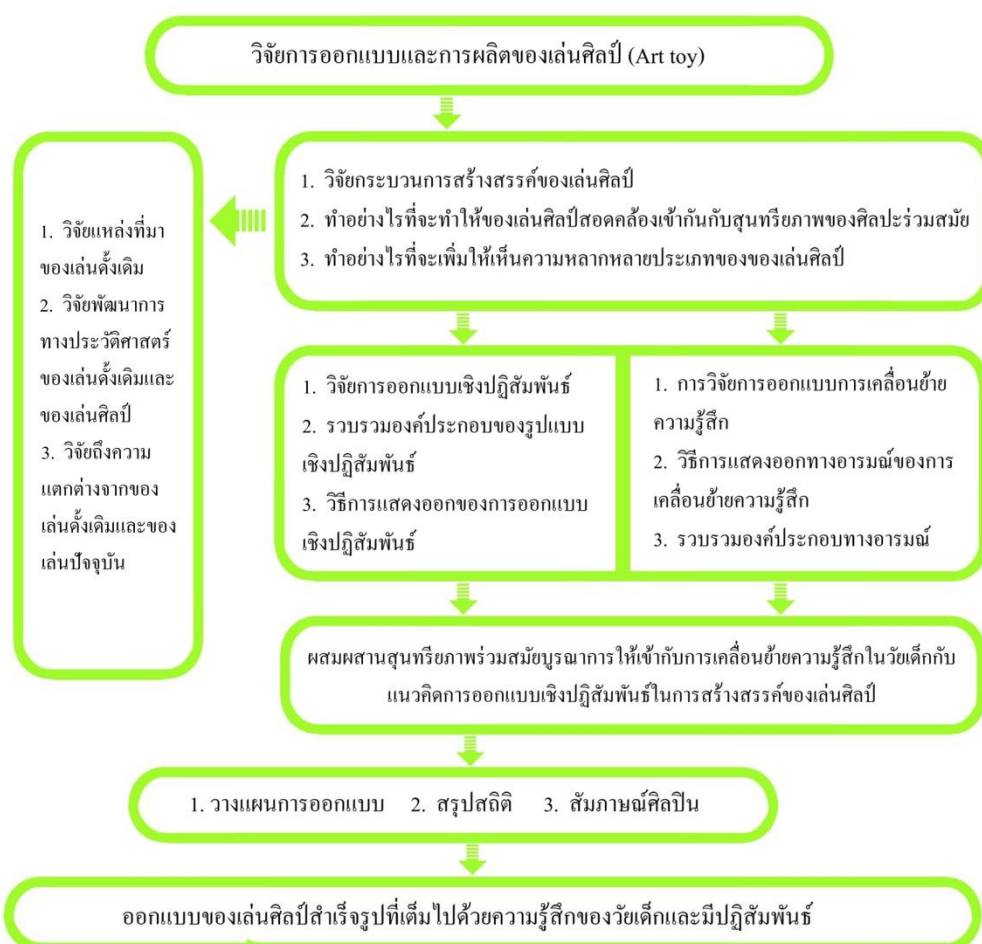 วิจัยการออกแบบและการผลิตของเล่นศิลป์ (Art toy)
1. วิจัยกระบวนการสร้างสรรค์ของเล่นศิลป์
2. ทำอย่างไรที่จะทำให้ของเล่นศิลป์สอดคล้องเข้ากันกับสุนทรียภาพของศิลปะร่วมสมัย
3. ทำอย่างไรที่จะเพิ่มให้เห็นความหลากหลายประเภทของของเล่นศิลป์
1. วิจัยแหล่งที่มา
ของเล่นดั้งเดิม
2. วิจัยพัฒนาการ
ทางประวัติศาสตร์
ของเล่นดั้งเดิมและ
ของเล่นศิลป์
3. วิจัยถึงความ
แตกต่างจากของ
เล่นดั้งเดิมและของ
เล่นปัจจุบัน
1. วิจัยการออกแบบเชิงปฏิสัมพันธ์
2. รวบรวมองค์ประกอบของรูปแบบ
เชิงปฏิสัมพันธ์
3. วิธีการแสดงออกของการออกแบบ
เชิงปฏิสัมพันธ์
1. การวิจัยการออกแบบการเคลื่อนย้าย
ความรู้สึก
2. วิธีการแสดงออกทางอารมณ์ของการ
เคลื่อนย้ายความรู้สึก
3. รวบรวมองค์ประกอบทางอารมณ์
ผสมผสานสุนทรียภาพร่วมสมัยบูรณาการให้เข้ากับการเคลื่อนย้ายความรู้สึกในวัยเด็กกับ
แนวคิดการออกแบบเชิงปฏิสัมพันธ์ในการสร้างสรรค์ของเล่นศิลป์
1. วางแผนการออกแบบ 2. สรุปสถิติ 3. สัมภาษณ์ศิลปิน
ออกแบบของเล่นศิลป์สำเร็จรูปที่เต็มไปด้วยความรู้สึกของวัยเด็กและมีปฏิสัมพันธ์